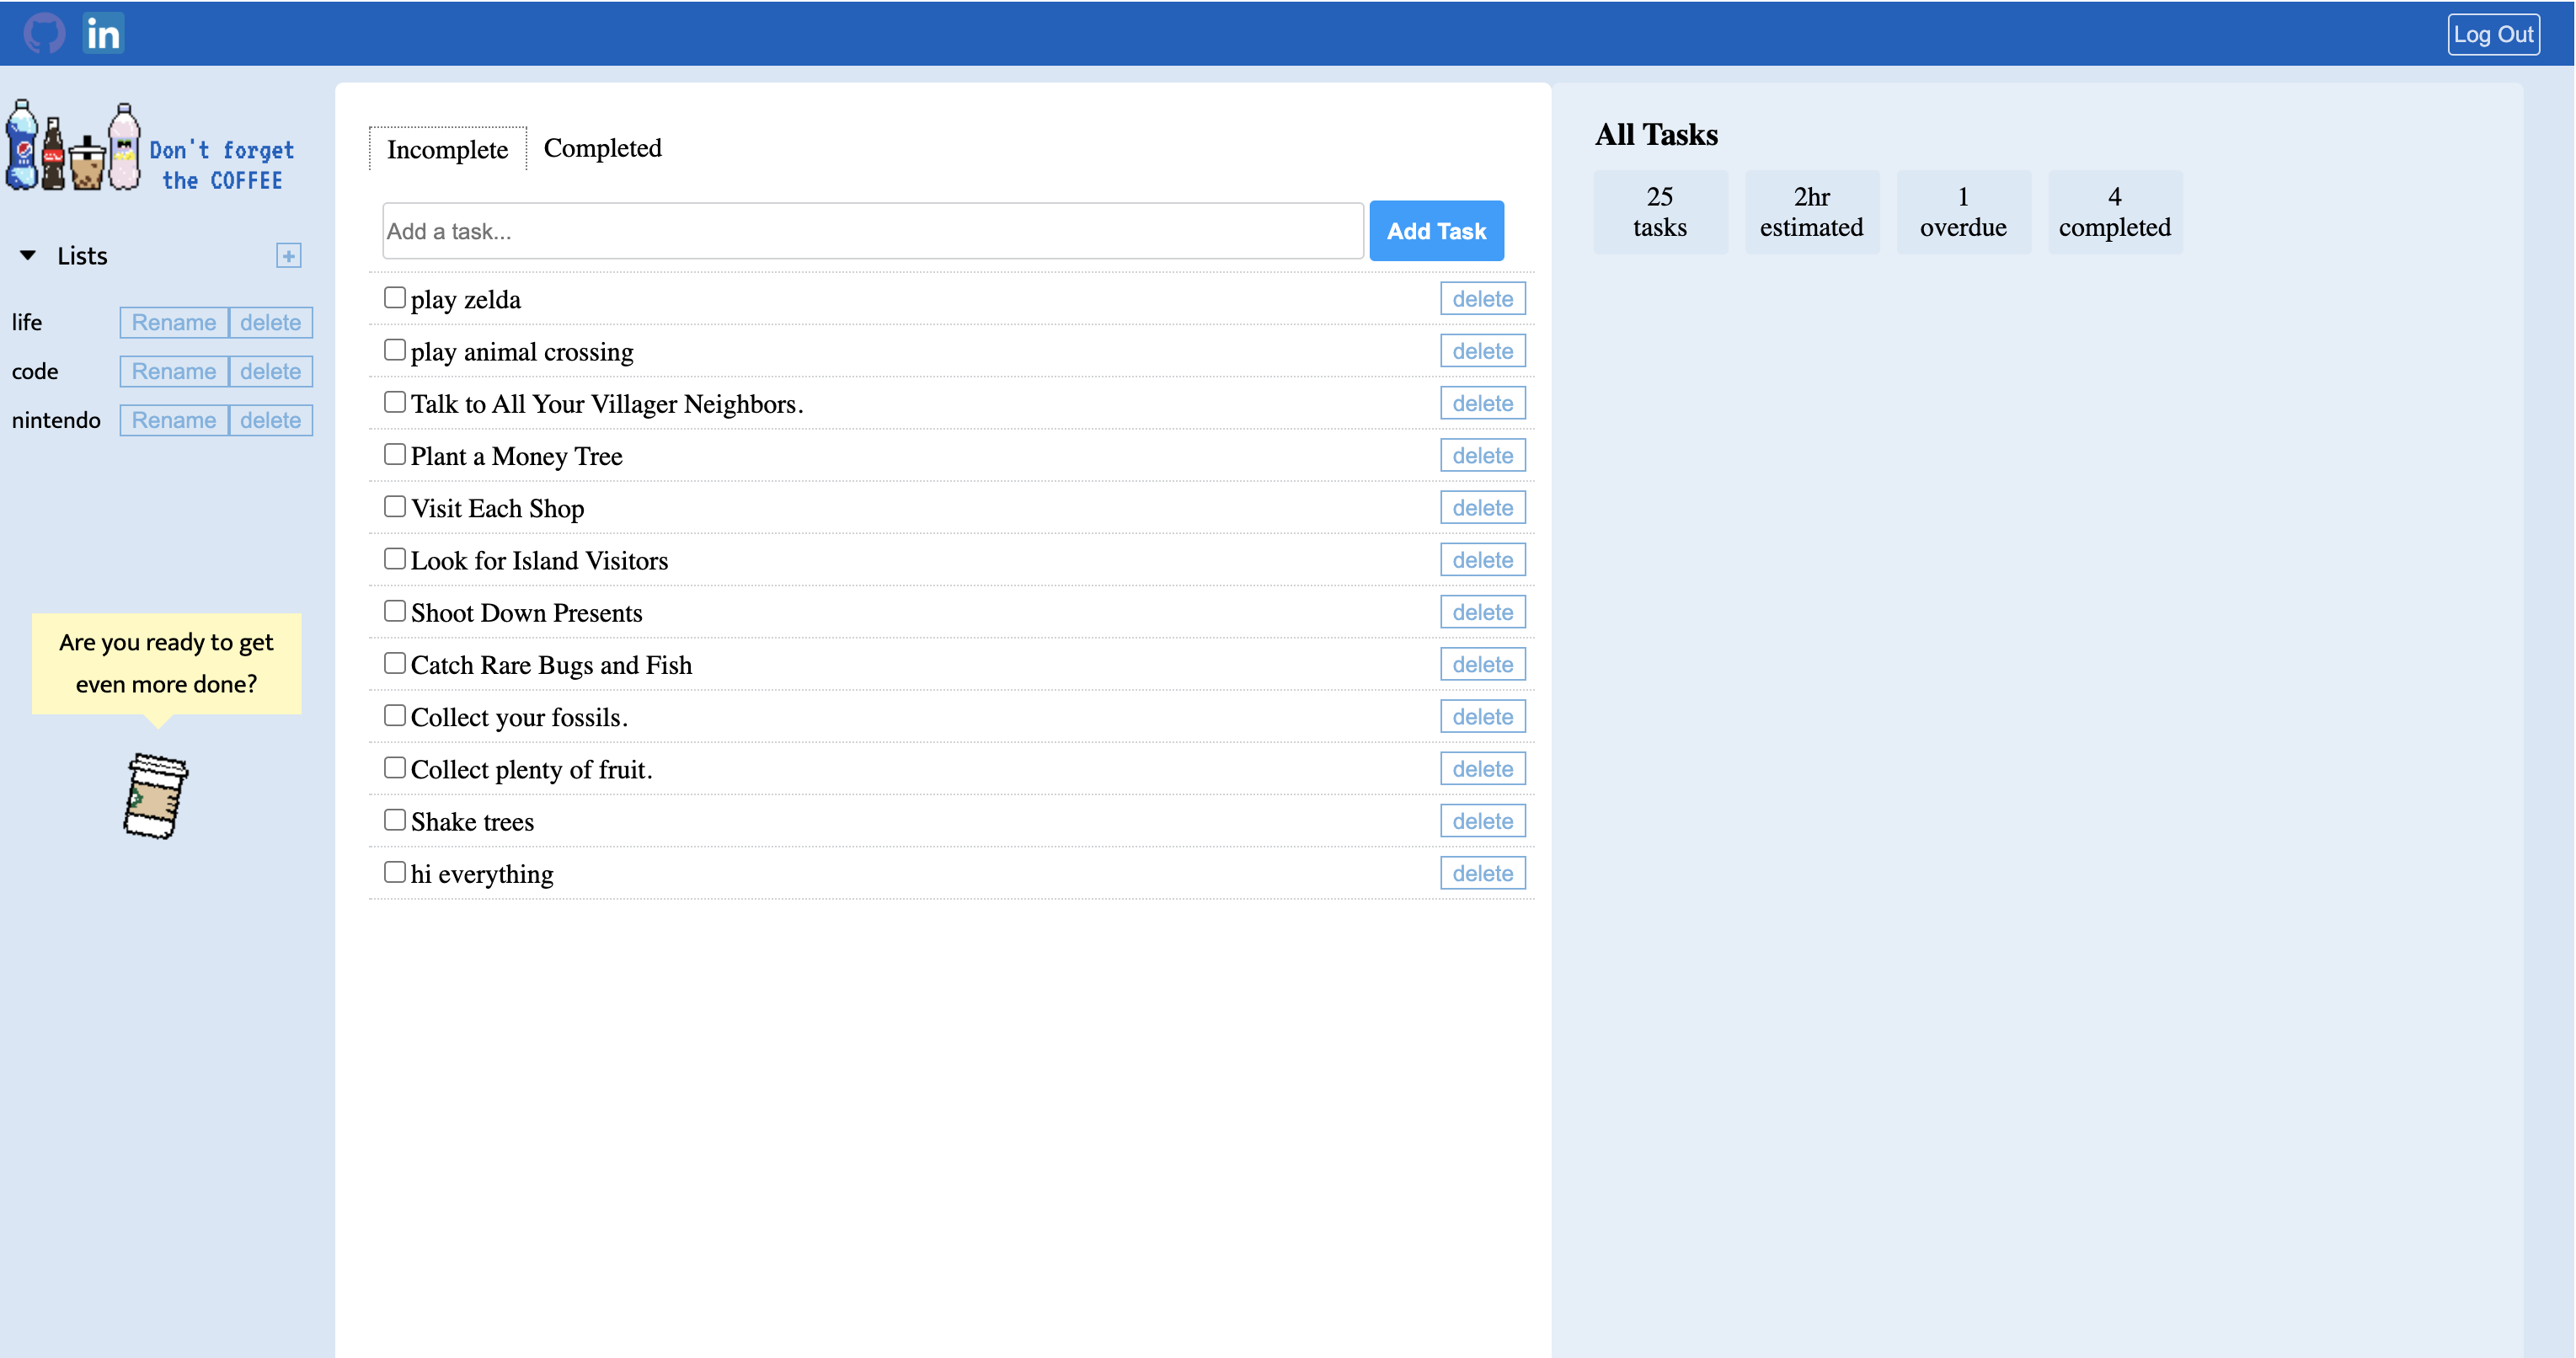 in
Log Out
Don't forget
the COFFEE
Lists
+
life Rename delete
code Rename delete
nintendo Rename delete
Are you ready to get
even more done?
Incomplete Completed
Add a task... Add Task
play zelda delete
play animal crossing delete
Talk to All Your Villager Neighbors. delete
Plant a Money Tree delete
Visit Each Shop delete
Look for Island Visitors delete
Shoot Down Presents delete
Catch Rare Bugs and Fish delete
Collect your fossils. delete
Collect plenty of fruit. delete
Shake trees delete
hi everything delete
All Tasks
25 2hr 1 4
tasks estimated overdue completed